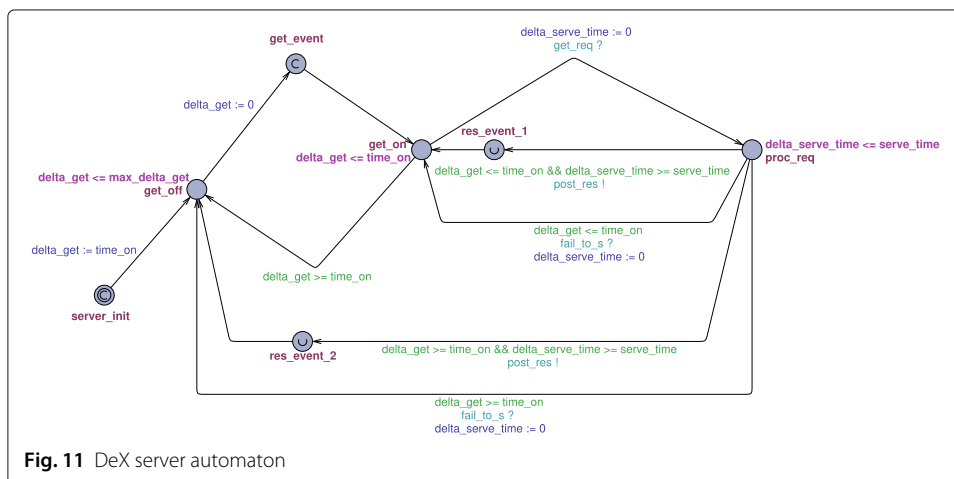 get_event
delta_serve_time := 0
get_req ?
delta_get := 0
get_on
delta_get <= time_on
res_event_1
delta_serve_time <= serve_time
proc_req
delta_get <= time_on && delta_serve_time >= serve_time
post_res !
delta_get <= max_delta_get
get_off
delta_get <= time_on
fail_to_s ?
delta_serve_time := 0
delta_get := time_on
delta_get >= time_on
server_init
res_event_2
delta_get >= time_on && delta_serve_time >= serve_time
post_res !
delta_get >= time_on
fail_to_s ?
delta_serve_time := 0
C
U
C
U
Fig. 11 DeX server automaton